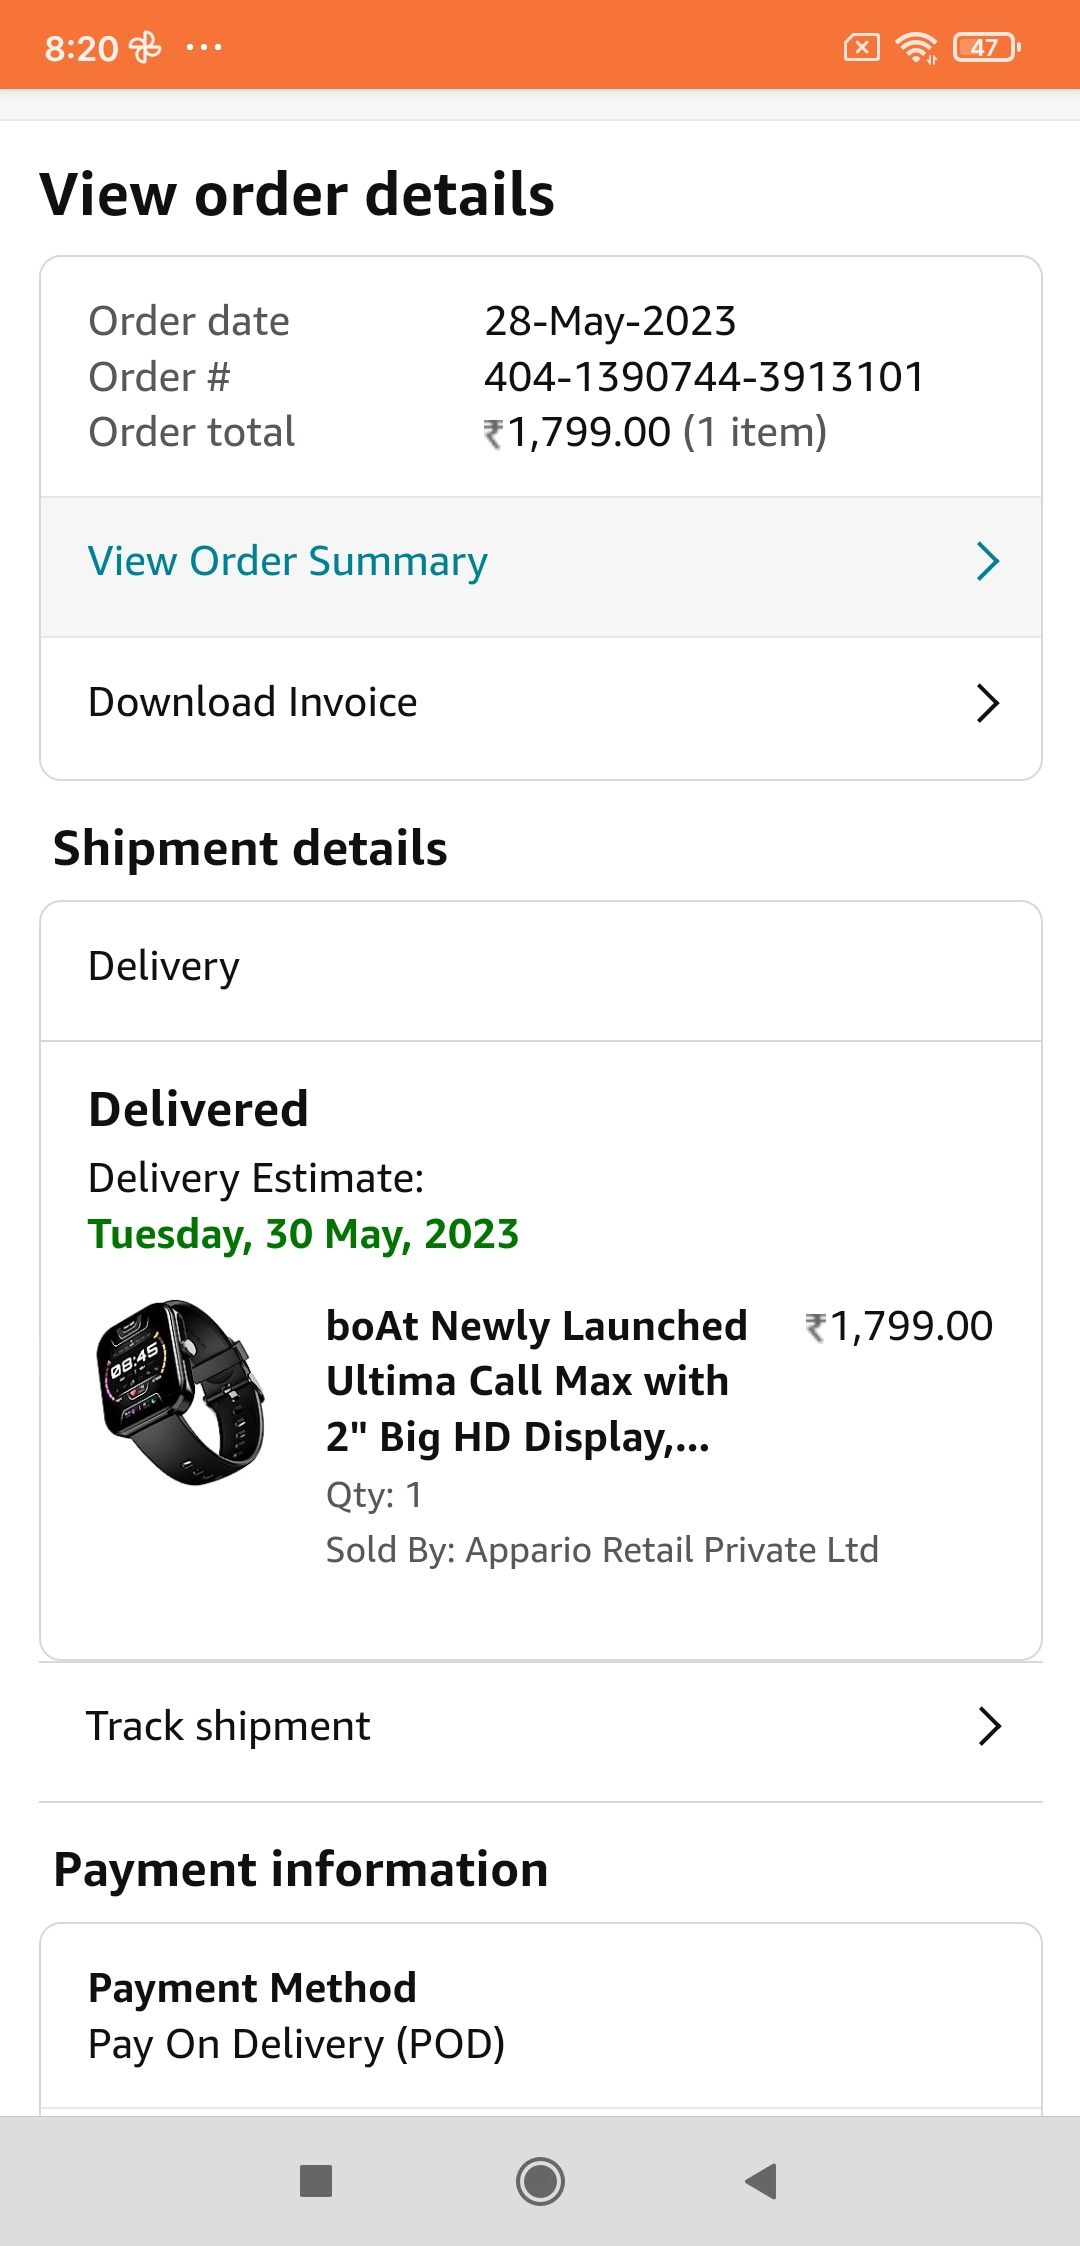 8:20
47
View order details
Order date 28-May-2023
Order # 404-1390744-3913101
Order total ₹1,799.00 (1 item)
View Order Summary
Download Invoice
Shipment details
Delivery
Delivered
Delivery Estimate:
Tuesday, 30 May, 2023
08:45
boAt Newly Launched ₹1,799.00
Ultima Call Max with
2" Big HD Display,...
Qty: 1
Sold By: Appario Retail Private Ltd
Track shipment
Payment information
Payment Method
Pay On Delivery (POD)